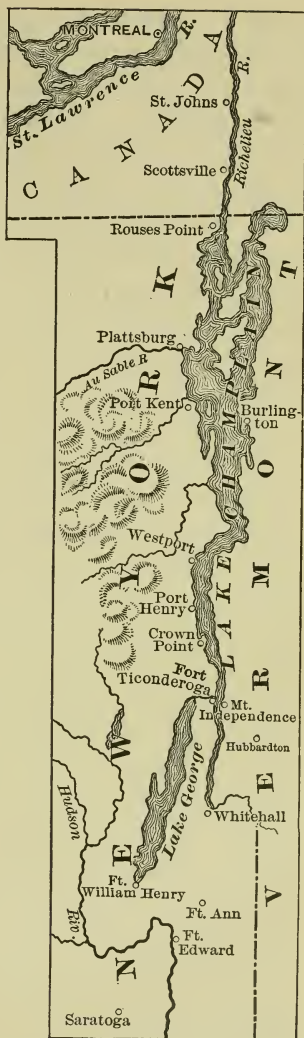 MONTREAL
R.
St. Lawrence
CANADA
St. Johns
R.
Richelieu
Scottsville
Rouses Point
NEW YORK
VERMONT
LAKE CHAMPLAIN
Plattsburg
Au Sable R
Port Kent
Burling-
ton
Westport
Port
Henry
Crown
Point
Fort
Ticonderoga
Mt.
Independence
Hubbardton
Lake George
Whitehall
Hudson
Riv.
Ft.
William Henry
Ft. Ann
Ft.
Edward
Saratoga